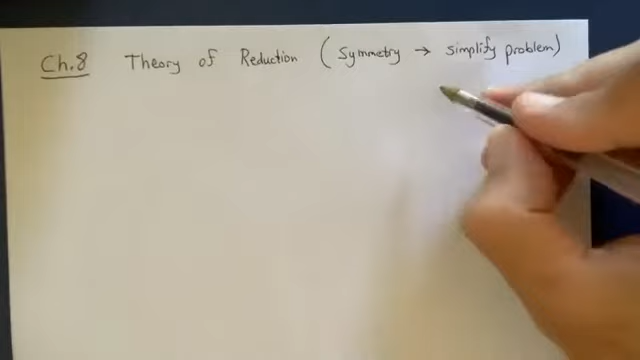 Ch.8 Theory of Reduction (Symmetry → simplify problem)